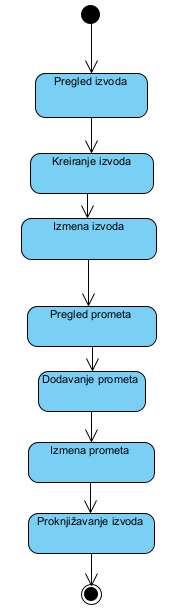 Pregled izvoda
Kreiranje izvoda
Izmena izvoda
Pregled prometa
Dodavanje prometa
Izmena prometa
Proknjižavanje izvoda